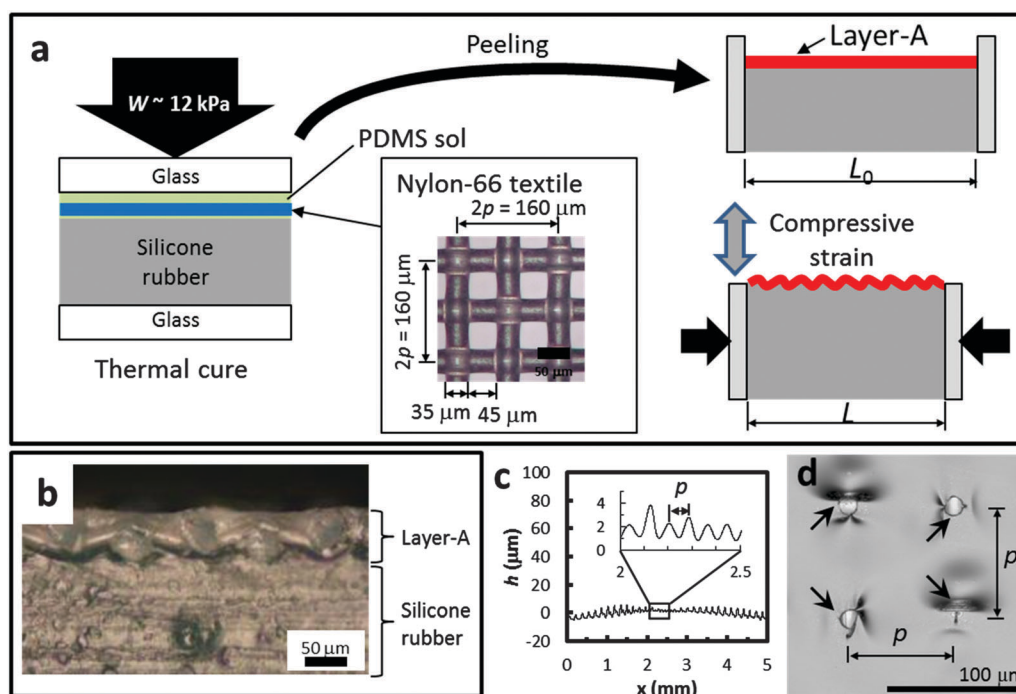 a
Peeling
Layer-A
W ~ 12 kPa
PDMS sol
Glass
Silicone
rubber
Glass
Thermal cure
Nylon-66 textile
2p = 160 μm
2p = 160 μm
50 μm
35 μm
45 μm
L0
Compressive
strain
L
b
Layer-A
Silicone
rubber
50 μm
c
h (μm)
100
80
60
40
20
0
-20
0
1
2
3
4
5
x (mm)
p
4
2
0
2
2.5
d
p
p
100 μm